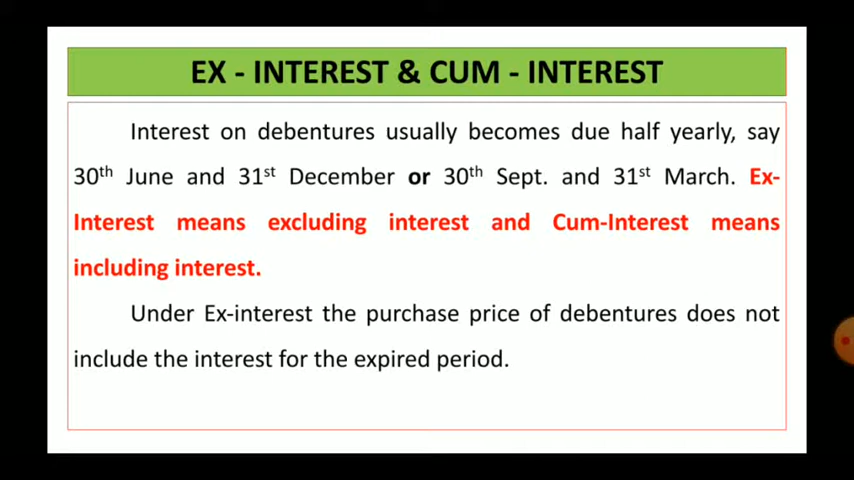 EX - INTEREST & CUM - INTEREST
Interest on debentures usually becomes due half yearly, say
30th June and 31st December or 30th Sept. and 31st March. Ex-
Interest means excluding interest and Cum-Interest means
including interest.
Under Ex-interest the purchase price of debentures does not
include the interest for the expired period.